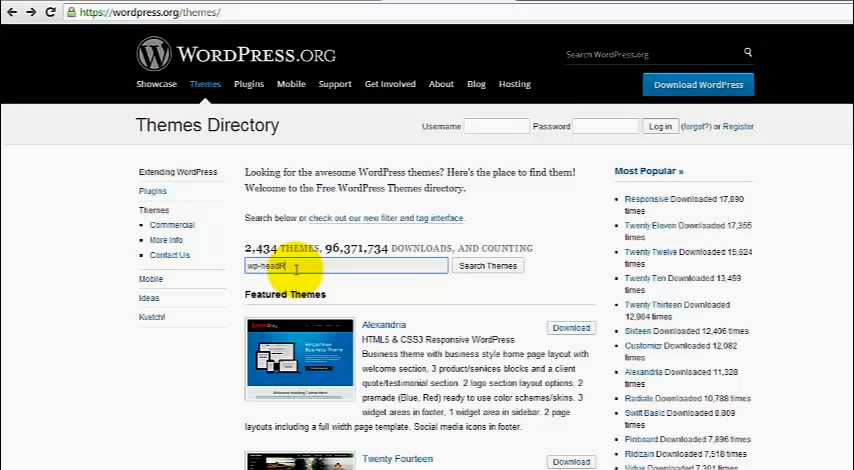 https://wordpress.org/themes/
WORDPRESS.ORG
Search WordPress.org
Showcase Themes Plugins Mobile Support Get Involved About Blog Hosting
Download WordPress
Themes Directory
Username Password Log in (forgot?) or Register
Extending WordPress
Plugins
Themes
Commercial
More Info
Contact Us
Mobile
Ideas
Kvetch!
Looking for the awesome WordPress themes? Here's the place to find them!
Welcome to the Free WordPress Themes directory.
Search below or check out our new filter and tag interface.
2,434 THEMES, 96,371,734 DOWNLOADS, AND COUNTING
wp-headR
Search Themes
Featured Themes
Alexandria
Download
HTML5 & CSS3 Responsive WordPress
Business theme with business style home page layout with
welcome section, 3 product/services blocks and a client
quote/testimonial section. 2 logo section layout options. 2
premade (Blue, Red) ready to use color schemes/skins. 3
widget areas in footer, 1 widget area in sidebar. 2 page
layouts including a full width page template. Social media icons in footer.
Twenty Fourteen
Download
Most Popular »
Responsive Downloaded 17,890
times
Twenty Eleven Downloaded 17,355
times
Twenty Twelve Downloaded 15,524
times
Twenty Ten Downloaded 13,499
times
Twenty Thirteen Downloaded
12,904 times
Sixteen Downloaded 12,406 times
Customizr Downloaded 12,082
times
Alexandria Downloaded 11,328
times
Radiate Downloaded 10,788 times
Swift Basic Downloaded 8,809
times
Pinboard Downloaded 7,896 times
Ridizain Downloaded 7,518 times
Virtue Downloaded 7,301 times